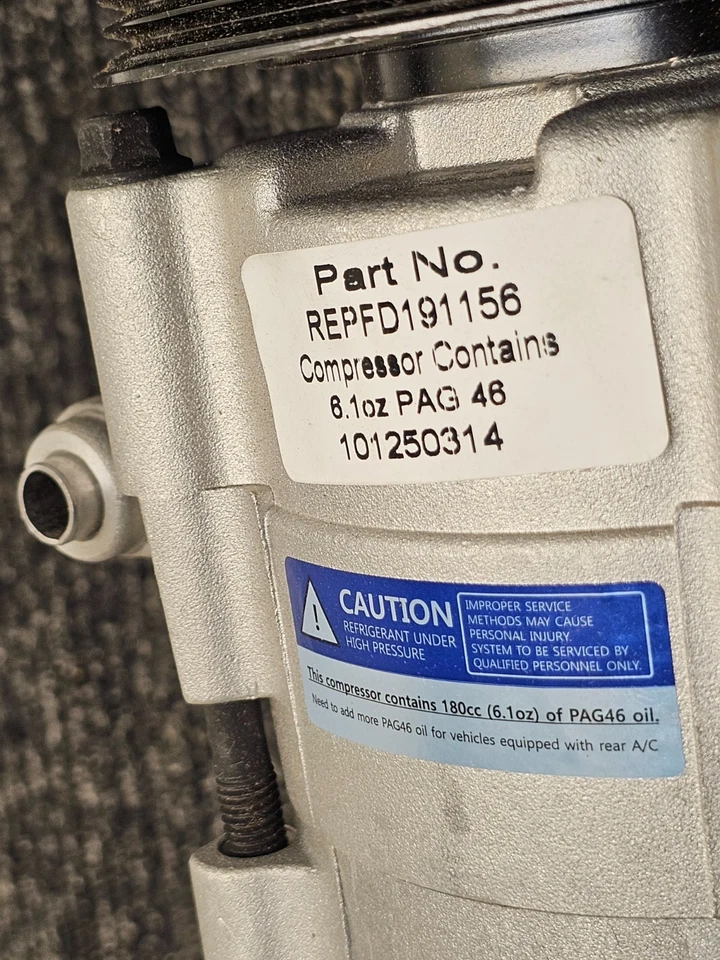 Part No.
REPFD191156
Compressor Contains
6.1oz PAG 46
101250314
CAUTION
REFRIGERANT UNDER
HIGH PRESSURE
IMPROPER SERVICE
METHODS MAY CAUSE
PERSONAL INJURY.
SYSTEM TO BE SERVICED BY
QUALIFIED PERSONNEL ONLY.
This compressor contains 180cc (6.1oz) of PAG46 oil.
Need to add more PAG46 oil for vehicles equipped with rear A/C